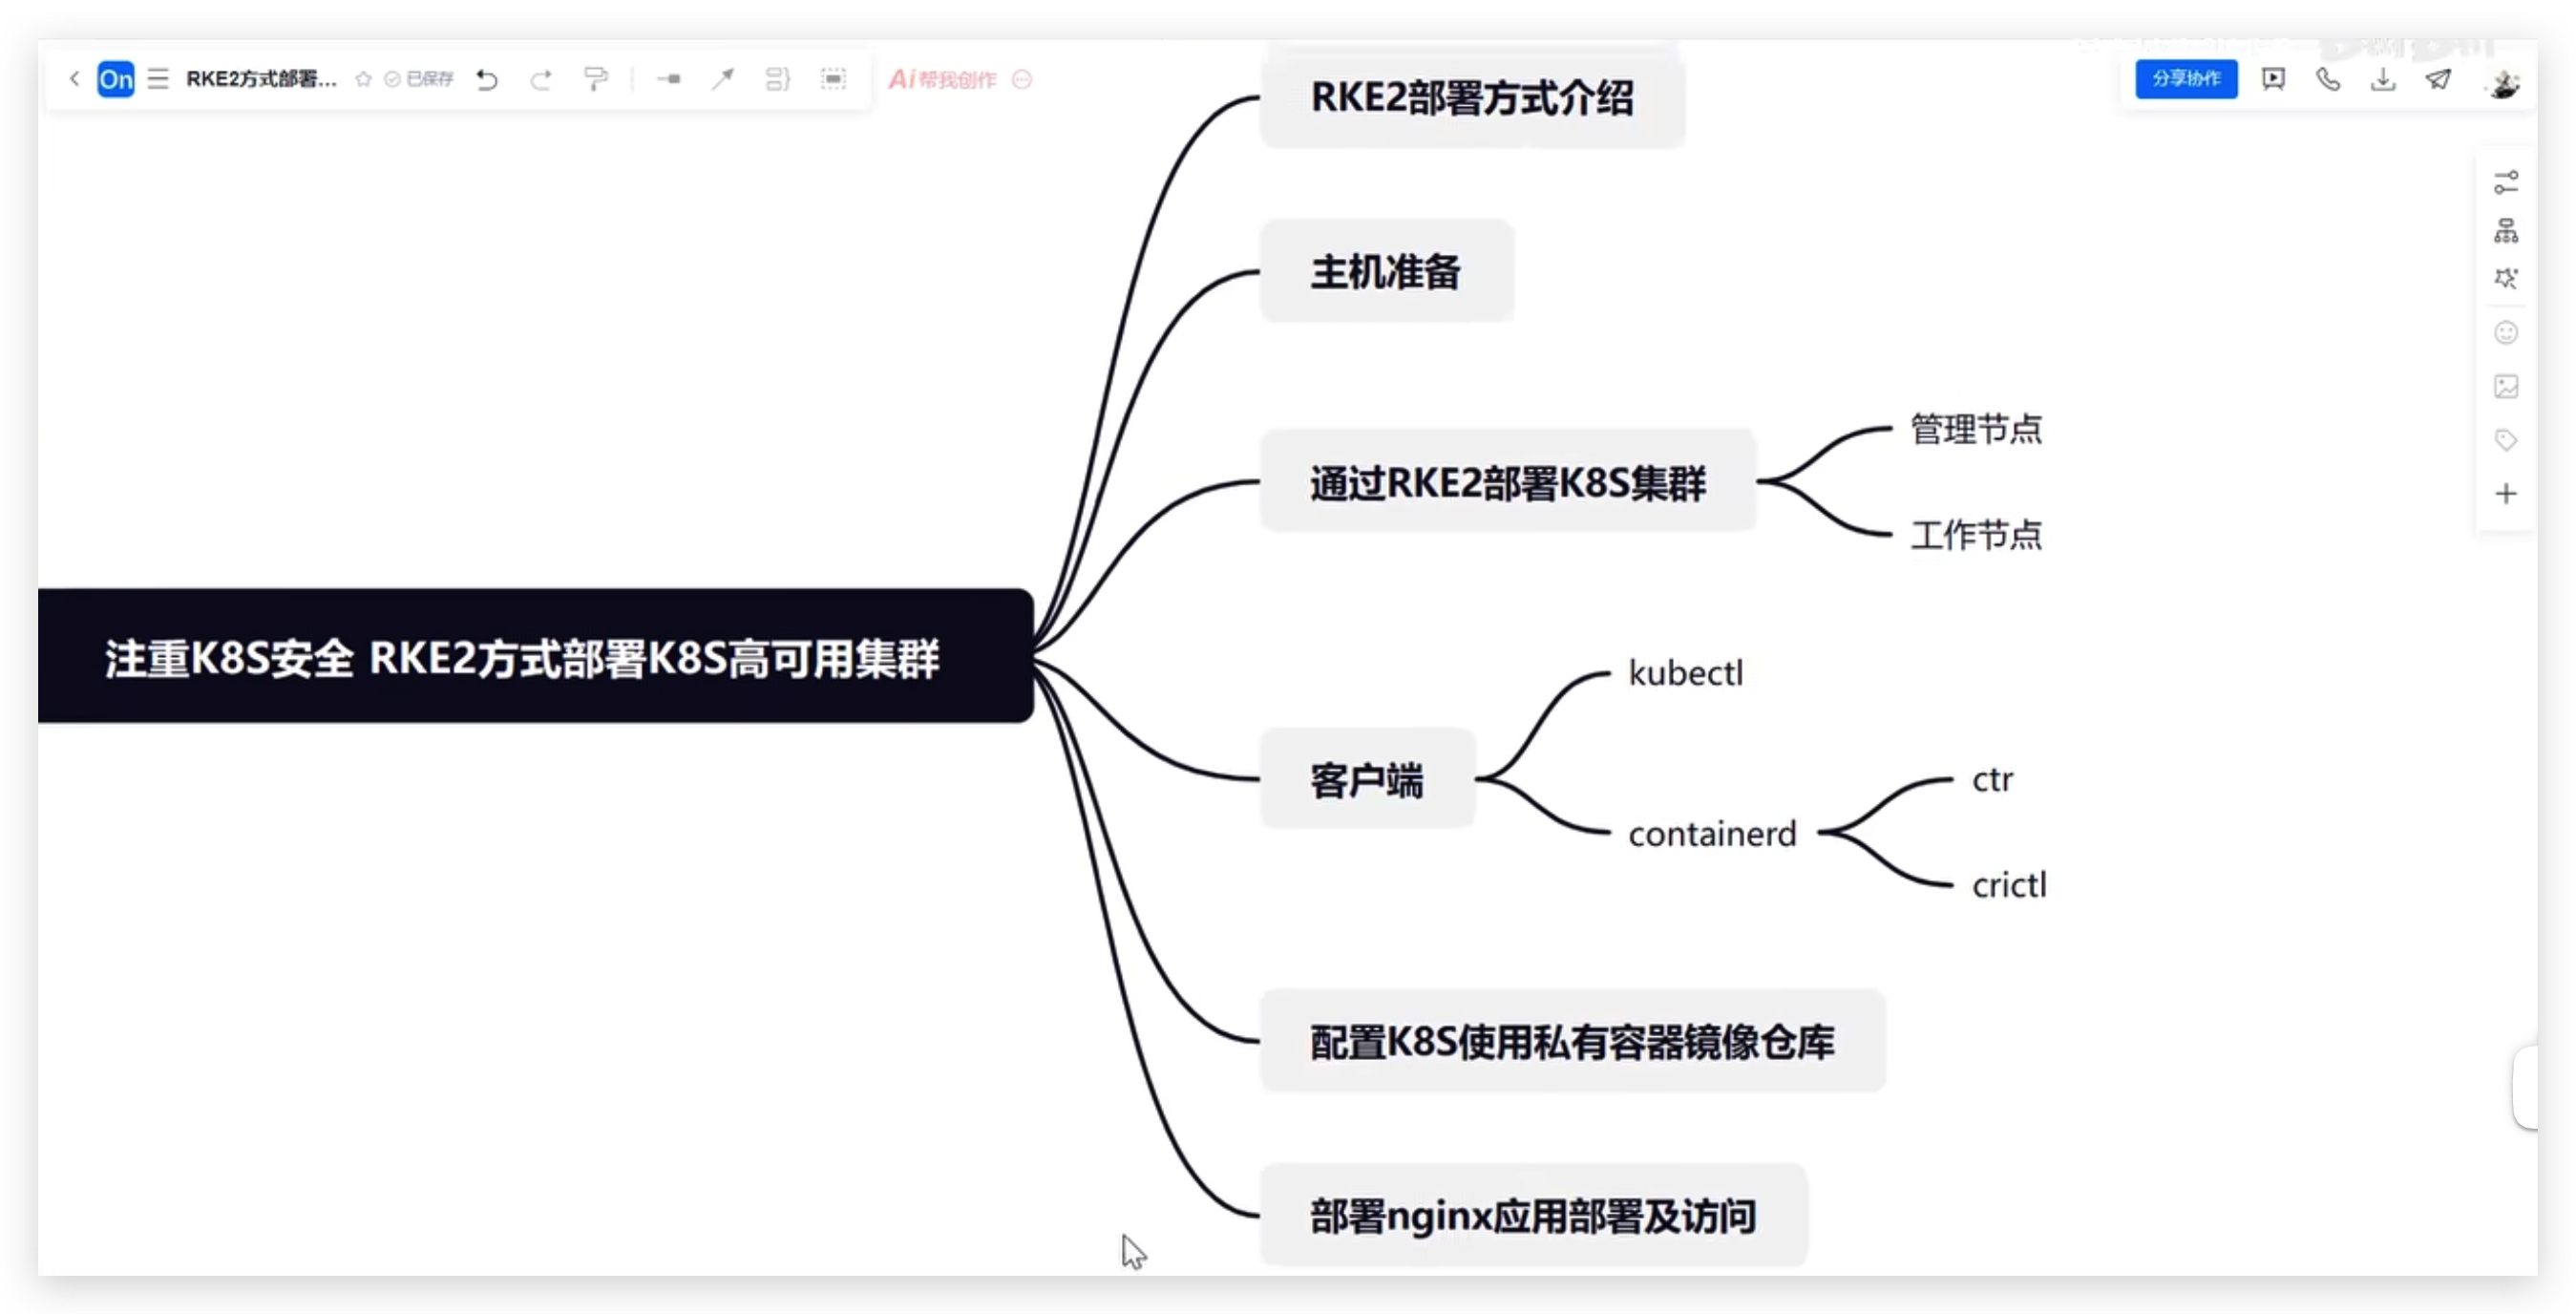 On
RKE2方式部署...
已保存
Ai帮我创作
分享协作
RKE2部署方式介绍
主机准备
通过RKE2部署K8S集群
管理节点
工作节点
注重K8S安全 RKE2方式部署K8S高可用集群
客户端
kubectl
containerd
ctr
crictl
配置K8S使用私有容器镜像仓库
部署nginx应用部署及访问